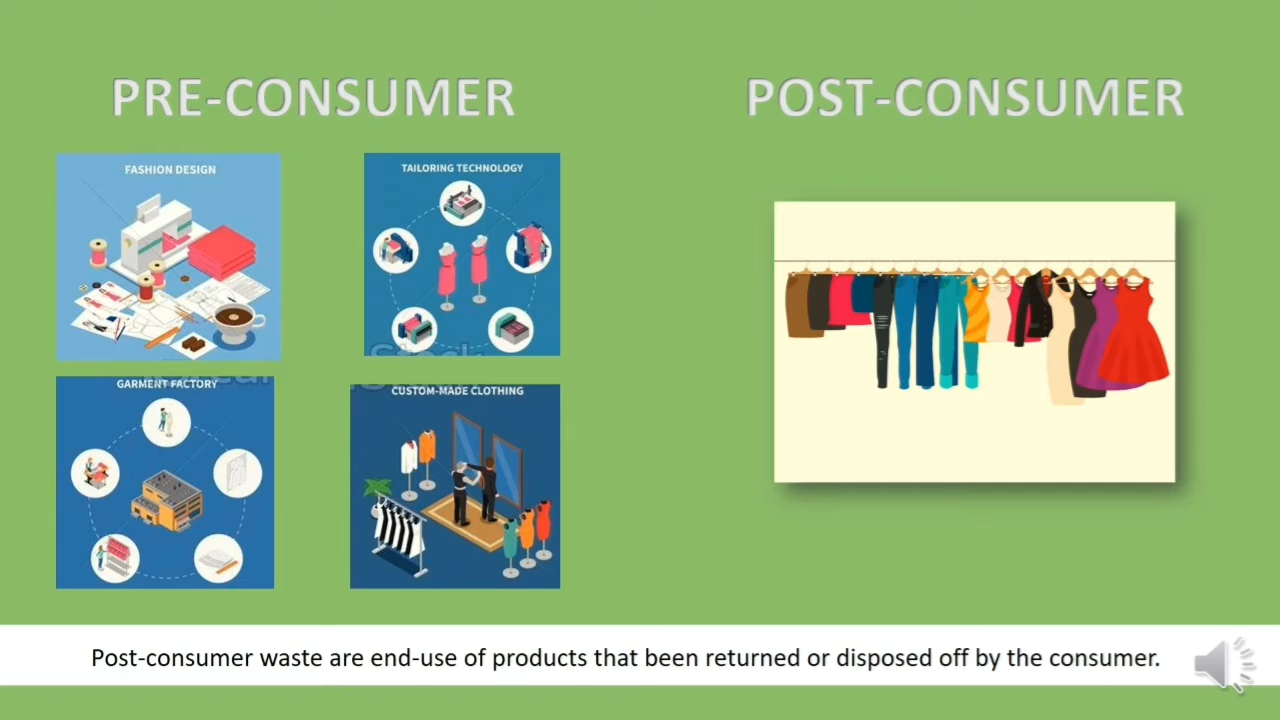 PRE-CONSUMER
POST-CONSUMER
FASHION DESIGN
TAILORING TECHNOLOGY
GARMENT FACTORY
CUSTOM-MADE CLOTHING
Post-consumer waste are end-use of products that been returned or disposed off by the consumer.